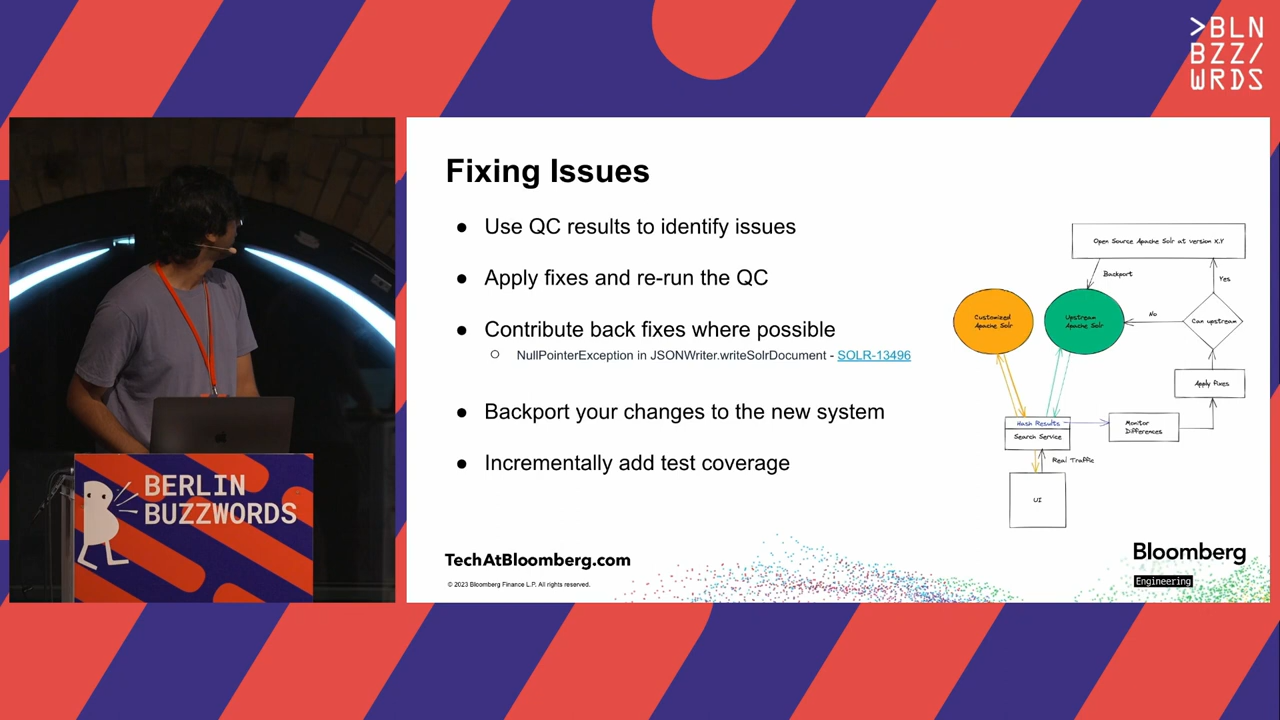 >BLN
BZZ/
WRDS
Fixing Issues
● Use QC results to identify issues
● Apply fixes and re-run the QC
● Contribute back fixes where possible
○ NullPointerException in JSONWriter.writeSolrDocument - SOLR-13496
● Backport your changes to the new system
● Incrementally add test coverage
Open Source Apache Solr at version X.Y
Backport
Yes
Customized
Apache Solr
Upstream
Apache Solr
No
Can upstream
Apply fixes
Hash Results
Search Service
Monitor
Differences
Real Traffic
UI
BERLIN
BUZZWORDS
TechAtBloomberg.com
© 2023 Bloomberg Finance L.P. All rights reserved.
Bloomberg
Engineering